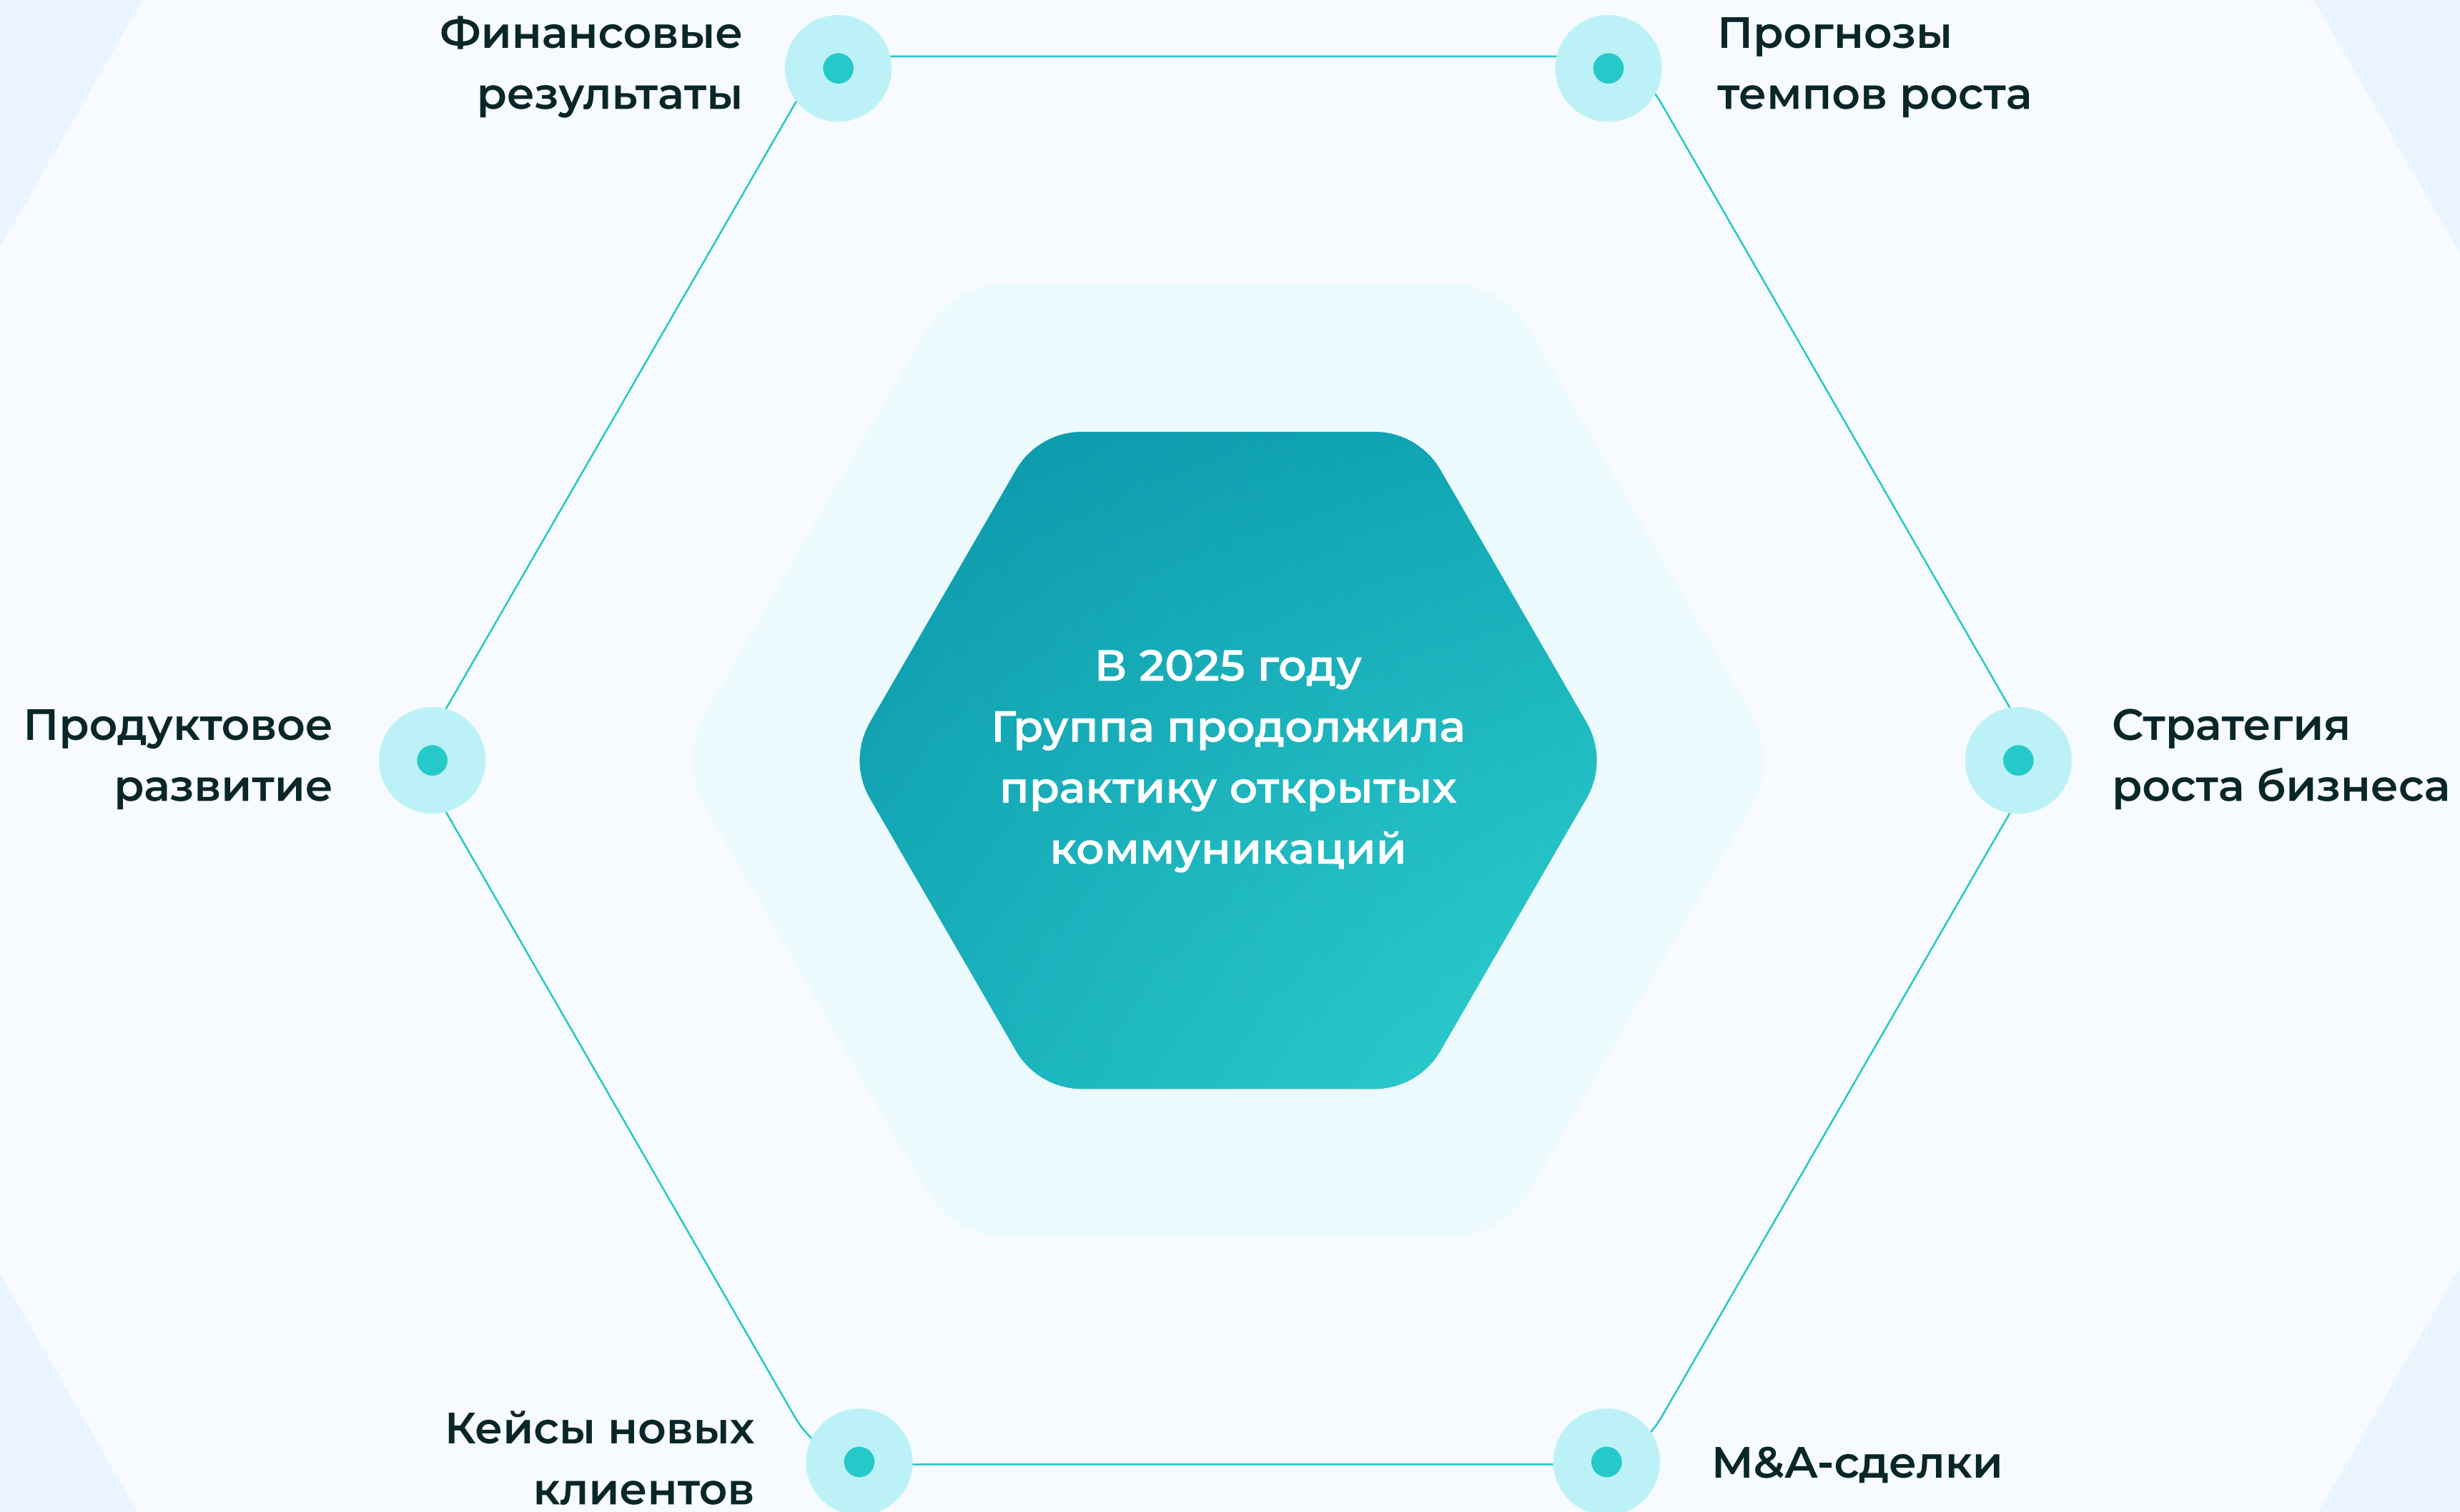 Финансовые
результаты
Прогнозы
темпов роста
В 2025 году
Группа продолжила
практику открытых
коммуникаций
Продуктовое
развитие
Стратегия
роста бизнеса
Кейсы новых
клиентов
M&A-сделки